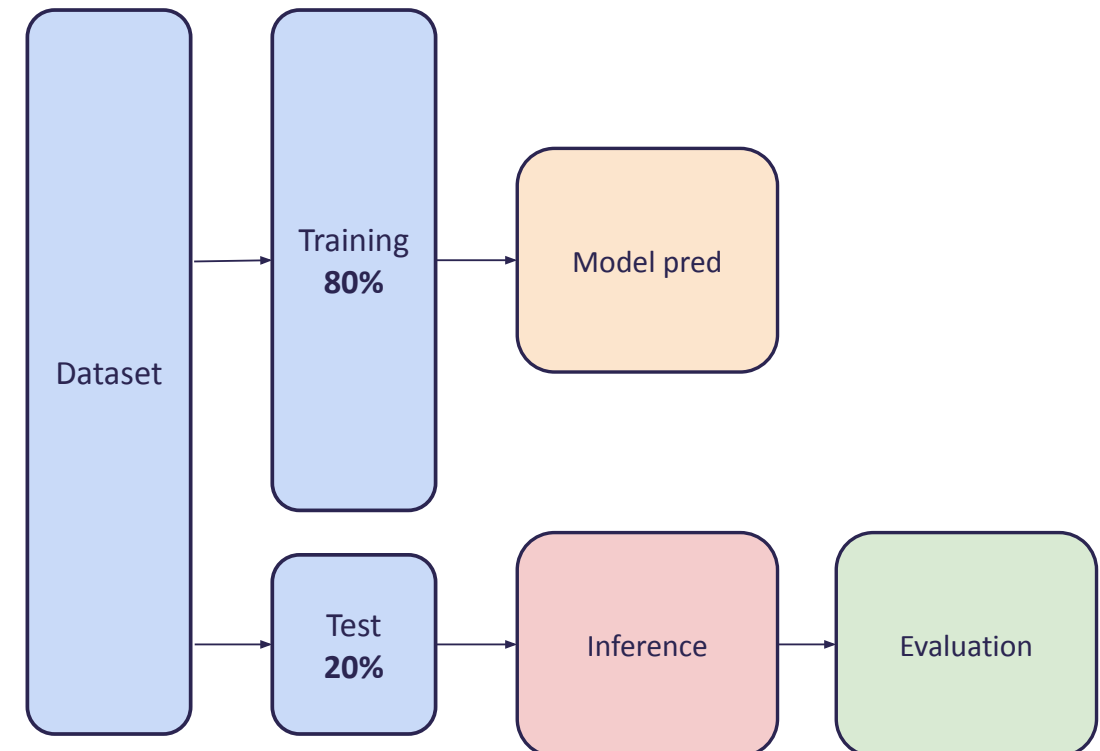 Dataset
Training
80%
Model pred
Test
20%
Inference
Evaluation